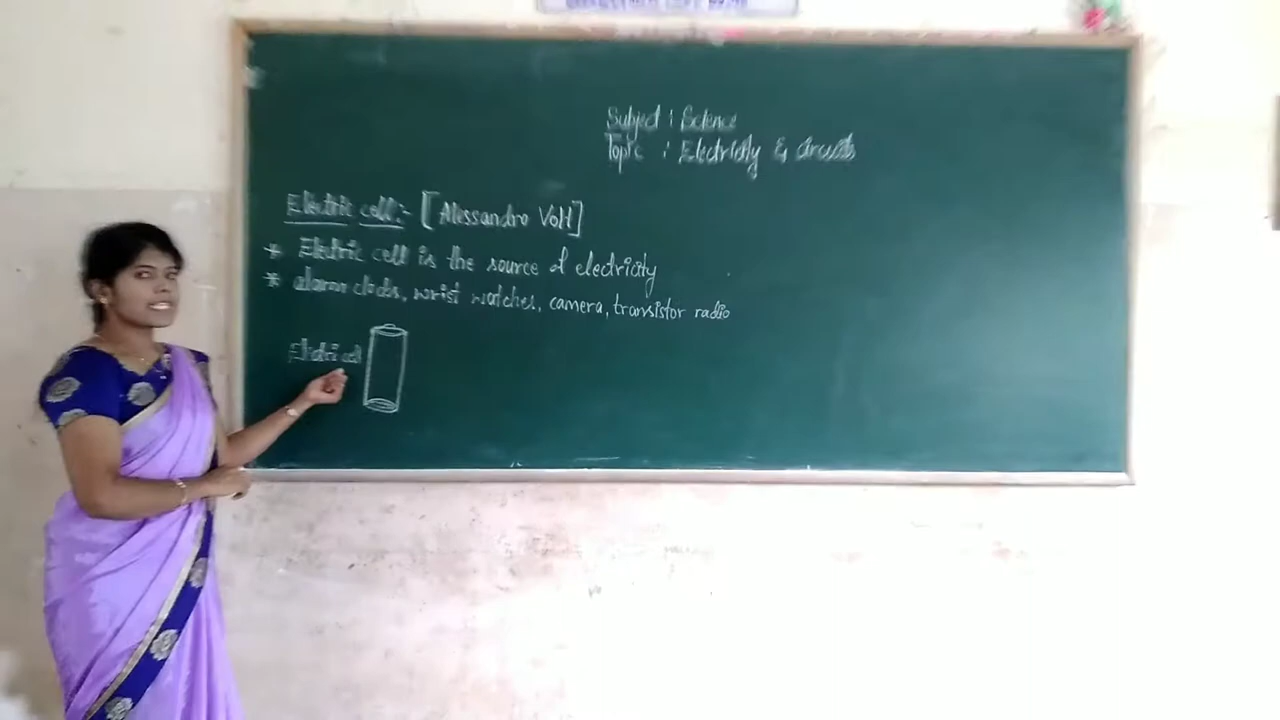 Subject : Science
Topic : Electricity & circuits
Electric cell:- [Alessandro Volt]
* Electric cell is the source of electricity
* alarm clocks, wrist watches, camera, transistor radio
Electric cell